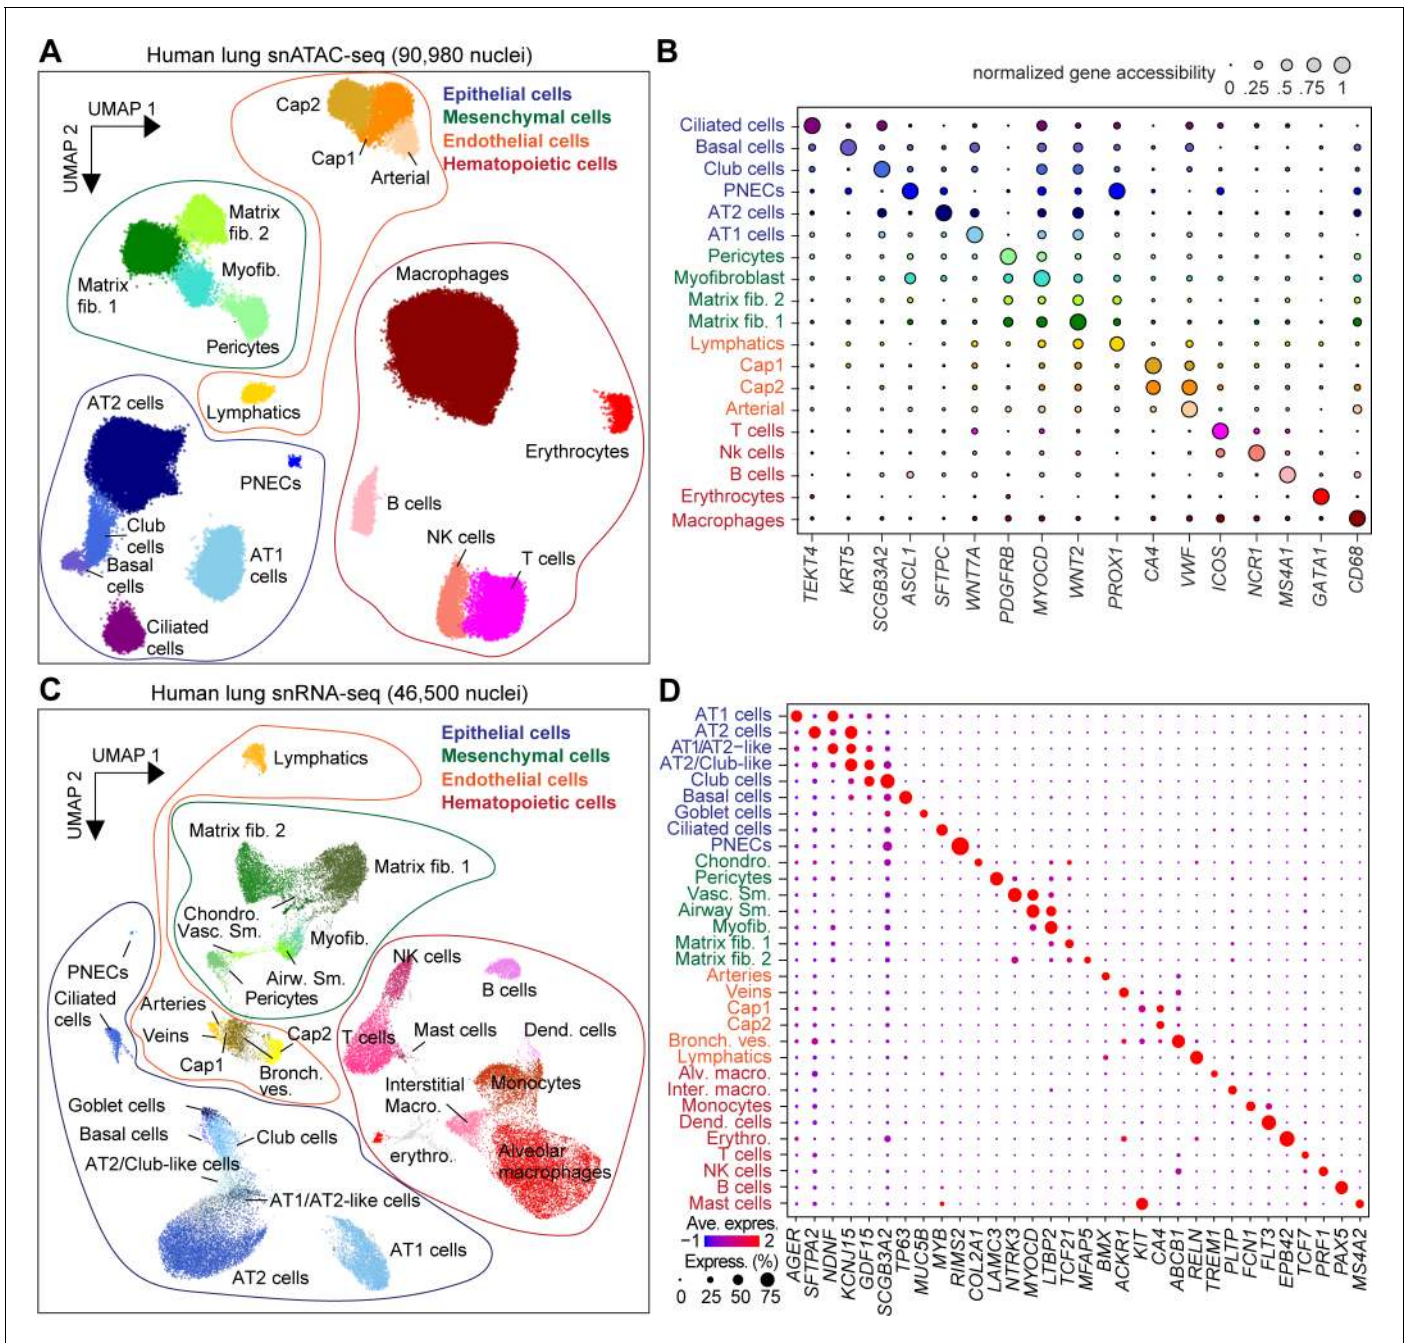 A
Human lung snATAC-seq (90,980 nuclei)
UMAP 1
UMAP 2
Epithelial cells
Mesenchymal cells
Endothelial cells
Hematopoietic cells
Cap2
Cap1
Arterial
Matrix
fib. 2
Myofib.
Matrix
fib. 1
Pericytes
Macrophages
Lymphatics
AT2 cells
Erythrocytes
PNECs
B cells
Club
cells
Basal
cells
AT1
cells
NK cells
T cells
Ciliated
cells
B
normalized gene accessibility
0 .25 .5 .75 1
Ciliated cells
Basal cells
Club cells
PNECs
AT2 cells
AT1 cells
Pericytes
Myofibroblast
Matrix fib. 2
Matrix fib. 1
Lymphatics
Cap1
Cap2
Arterial
T cells
Nk cells
B cells
Erythrocytes
Macrophages
TEKT4
KRT5
SCGB3A2
ASCL1
SFTPC
WNT7A
PDGFRB
MYOCD
WNT2
PROX1
CA4
VWF
ICOS
NCR1
MS4A11
GATA1
CD68
C
Human lung snRNA-seq (46,500 nuclei)
UMAP 1
UMAP 2
Epithelial cells
Mesenchymal cells
Endothelial cells
Hematopoietic cells
Lymphatics
Matrix fib. 2
Matrix fib. 1
Chondro.
Vasc. Sm.
Myofib.
Airw. Sm.
Pericytes
PNECs
Ciliated
cells
Arteries
Veins
Cap1
Cap2
Bronch.
ves.
NK cells
B cells
T cells
Mast cells
Dend. cells
Interstitial
Macro.
Monocytes
erythro.
Alveolar
macrophages
Goblet cells
Basal cells
Club cells
AT2/Club-like cells
AT1/AT2-like cells
AT1 cells
AT2 cells
D
AT1 cells
AT2 cells
AT1/AT2−like
AT2/Club-like
Club cells
Basal cells
Goblet cells
Ciliated cells
PNECs
Chondro.
Pericytes
Vasc. Sm.
Airway Sm.
Myofib.
Matrix fib. 1
Matrix fib. 2
Arteries
Veins
Cap1
Cap2
Bronch. ves.
Lymphatics
Alv. macro.
Inter. macro.
Monocytes
Dend. cells
Erythro.
T cells
NK cells
B cells
Mast cells
Ave. expres.
−1 2
Express. (%)
0 25 50 75
AGER
SFTPA2
NDNF
KCNJ15
GDF15
SCGB3A2
TP63
MUC5B
MYB
RIMS2
COL2A1
LAMC3
NTRK3
MYOCD
LTBP2
TCF21
MFAP5
BMX
ACKR1
KIT
CA4
ABCB1
RELN
TREM1
PLTP
FCN1
FLT3
EPB42
TCF7
PRF1
PAX5
MS4A2